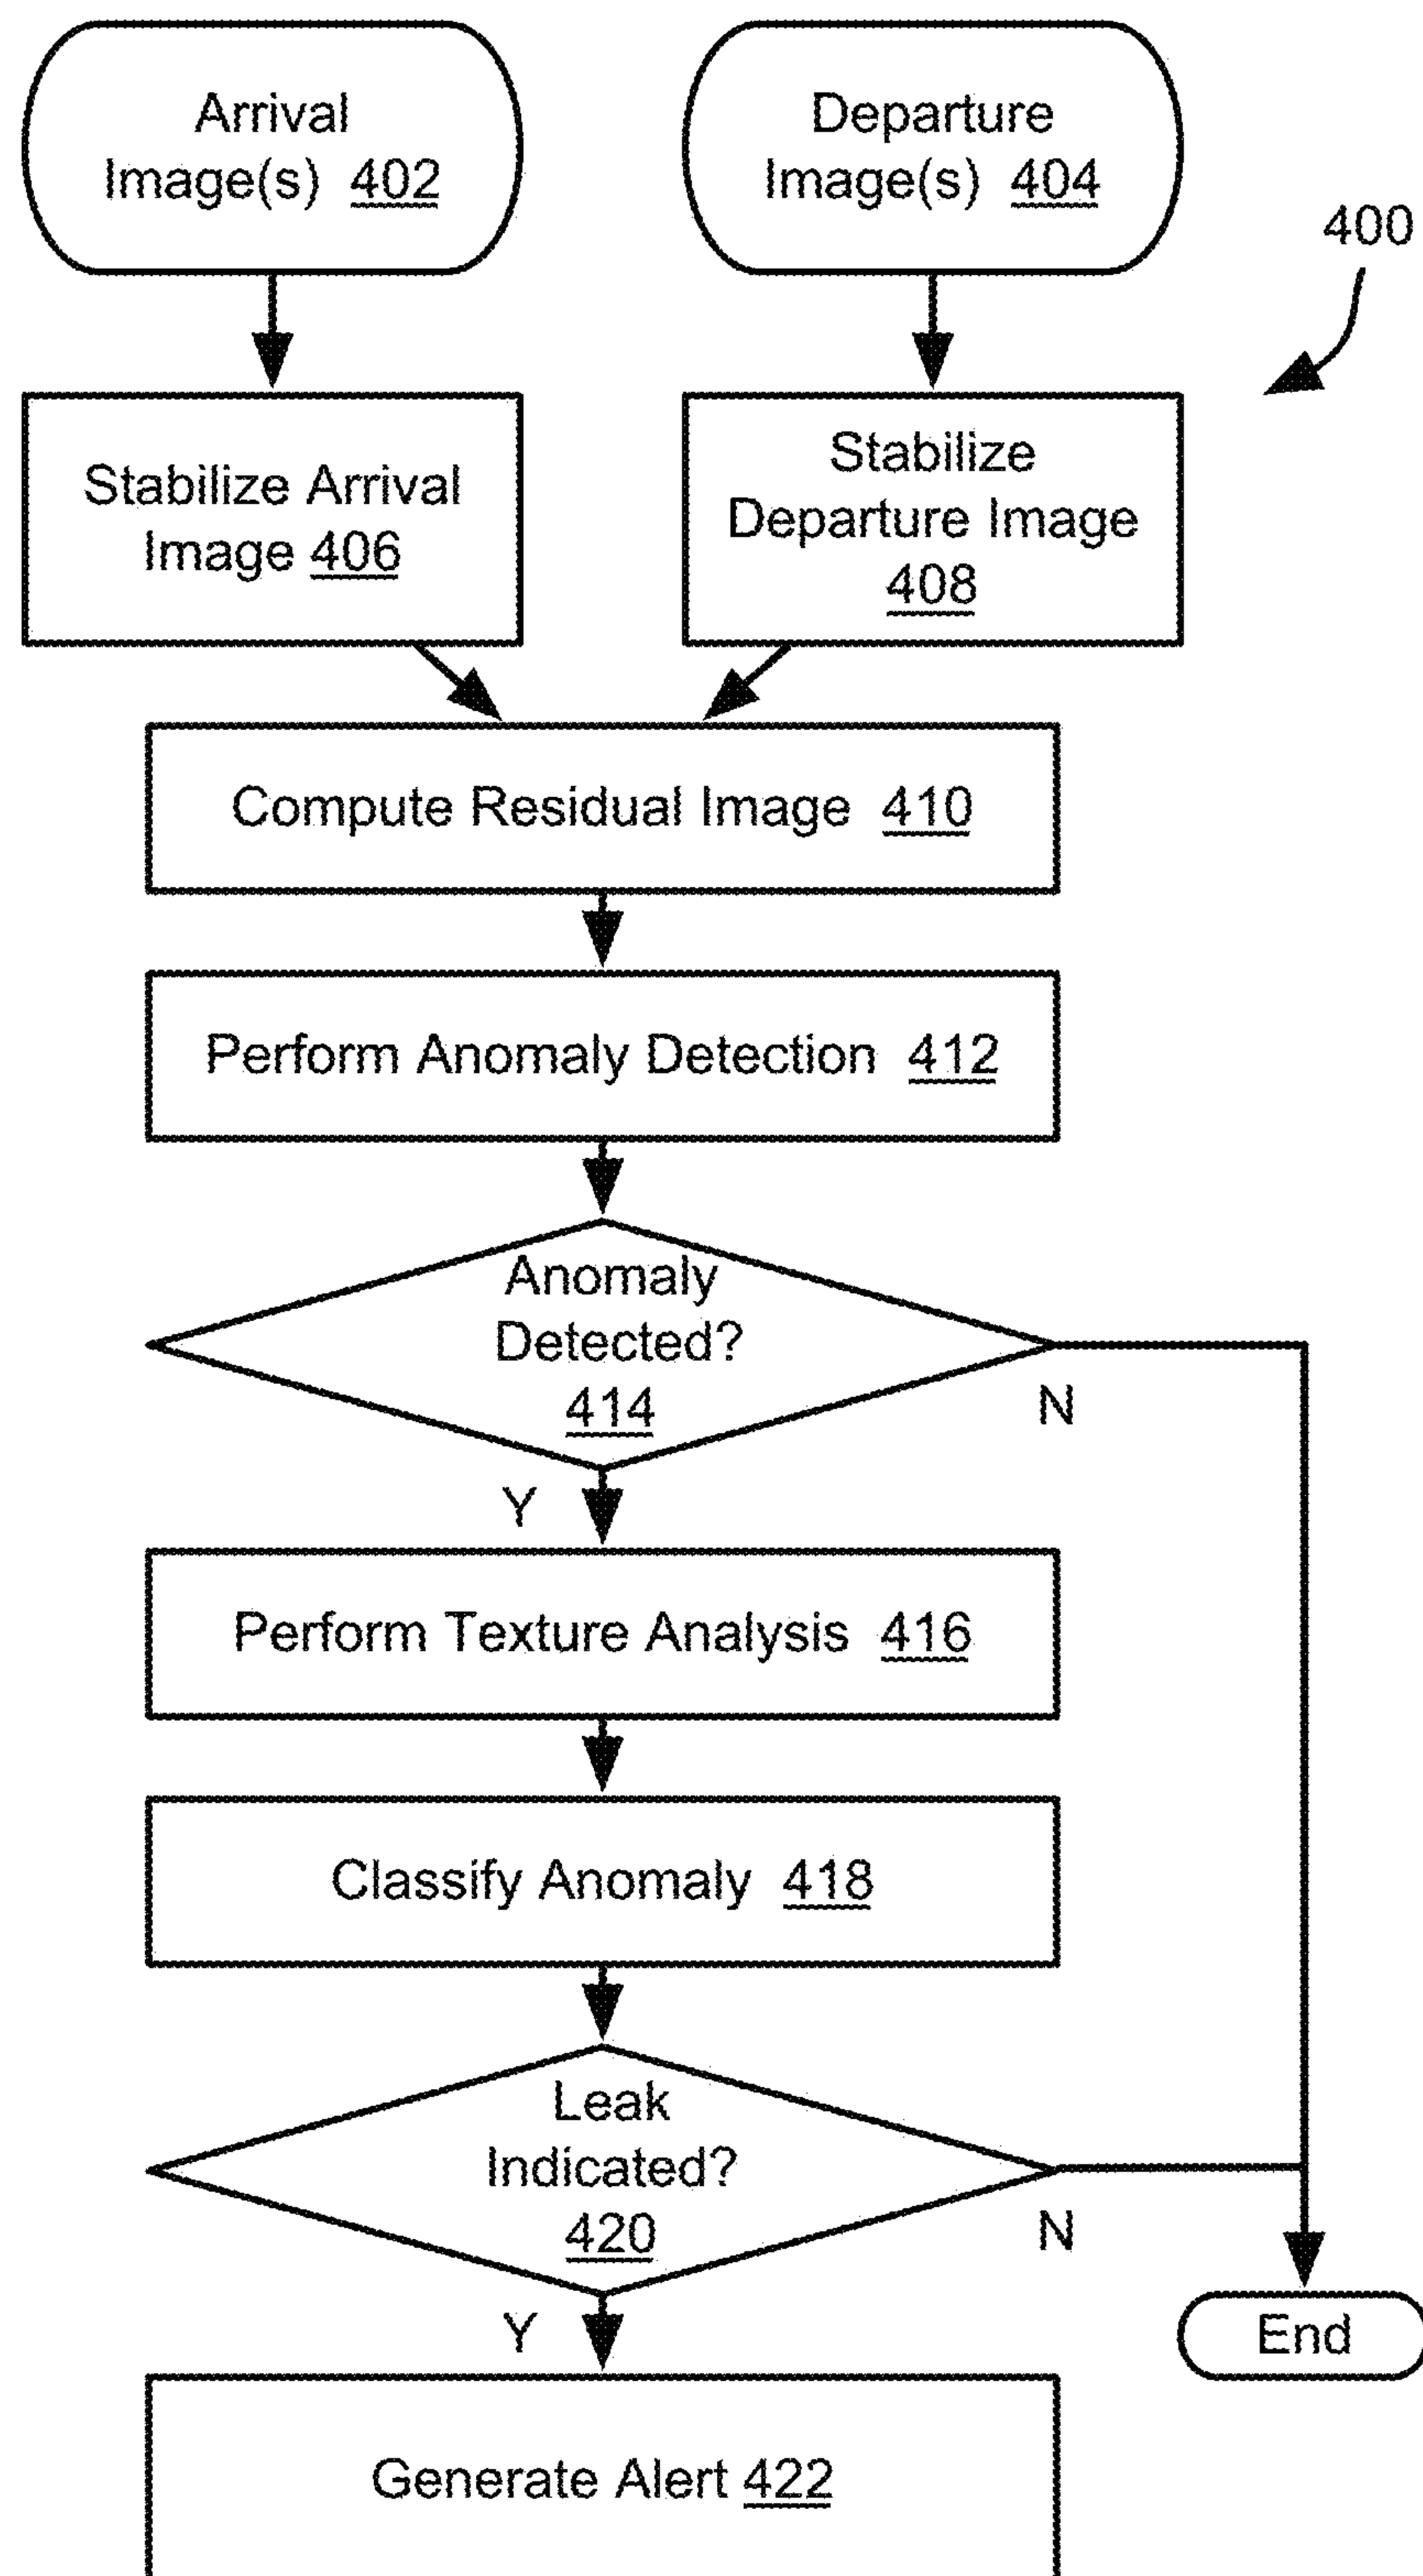 Arrival
Image(s) 402
Departure
Image(s) 404
400
Stabilize Arrival
Image 406
Stabilize
Departure Image
408
Compute Residual Image 410
Perform Anomaly Detection 412
Anomaly
Detected?
414
N
Y
Perform Texture Analysis 416
Classify Anomaly 418
Leak
Indicated?
420
N
Y
End
Generate Alert 422